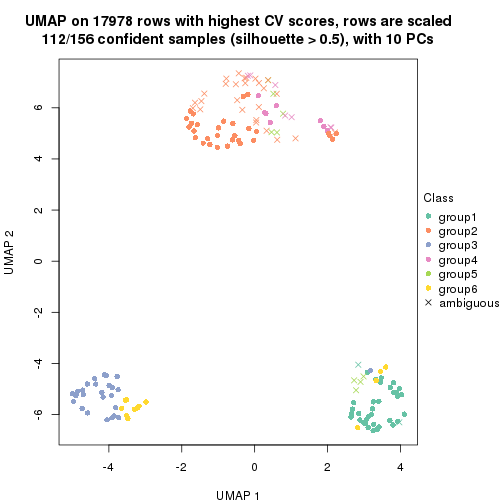 UMAP on 17978 rows with highest CV scores, rows are scaled
112/156 confident samples (silhouette > 0.5), with 10 PCs
6
4
2
0
-2
-4
-6
UMAP 2
-4
-2
0
2
4
UMAP 1
Class
group1
group2
group3
group4
group5
group6
ambiguous